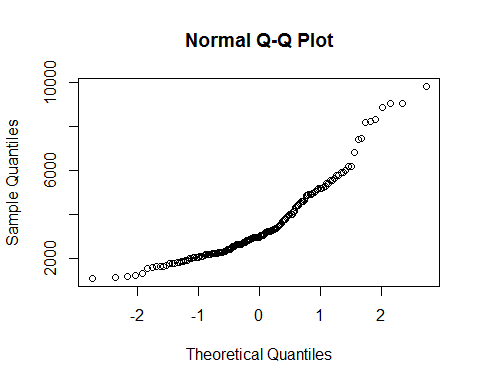 Normal Q-Q Plot
Sample Quantiles
10000
6000
2000
-2 -1 0 1 2
Theoretical Quantiles